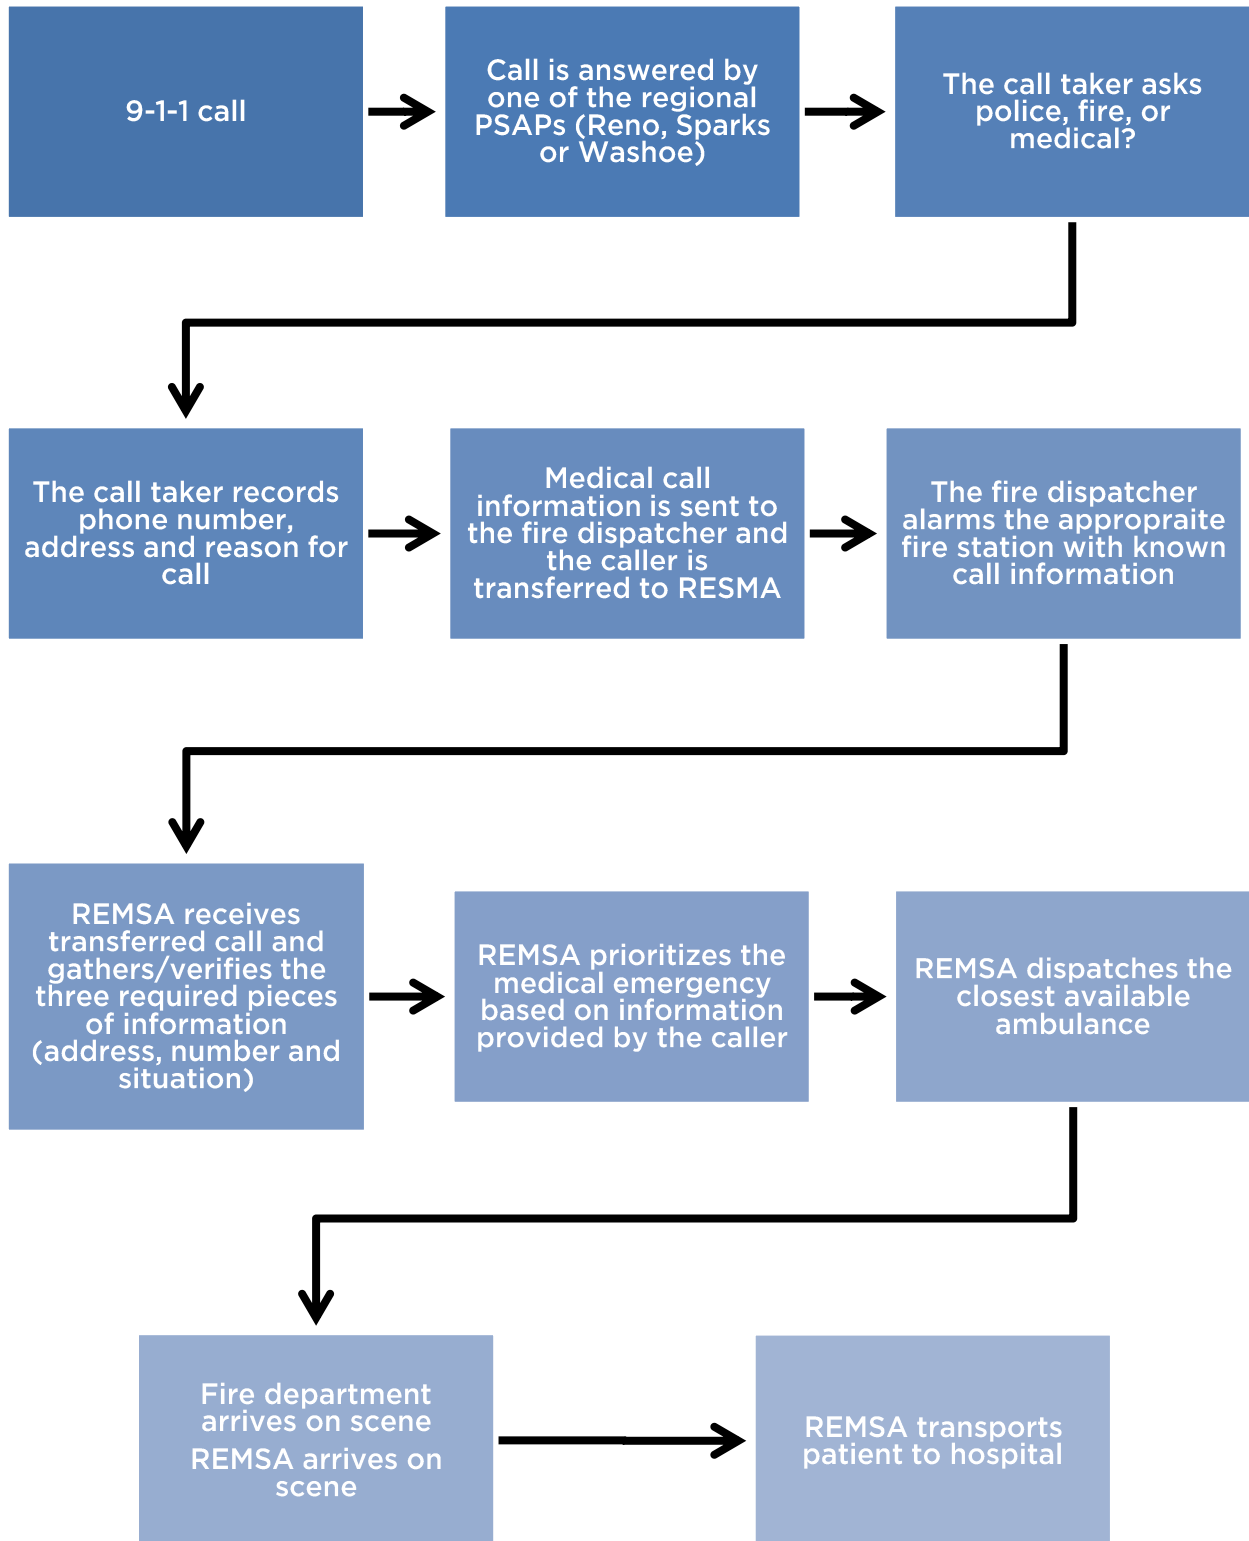 9-1-1 call
Call is answered by
one of the regional
PSAPs (Reno, Sparks
or Washoe)
The call taker asks
police, fire, or
medical?
The call taker records
phone number,
address and reason for
call
Medical call
information is sent to
the fire dispatcher and
the caller is
transferred to RESMA
The fire dispatcher
alarms the appropraite
fire station with known
call information
REMSA receives
transferred call and
gathers/verifies the
three required pieces
of information
(address, number and
situation)
REMSA prioritizes the
medical emergency
based on information
provided by the caller
REMSA dispatches the
closest available
ambulance
Fire department
arrives on scene
REMSA arrives on
scene
REMSA transports
patient to hospital